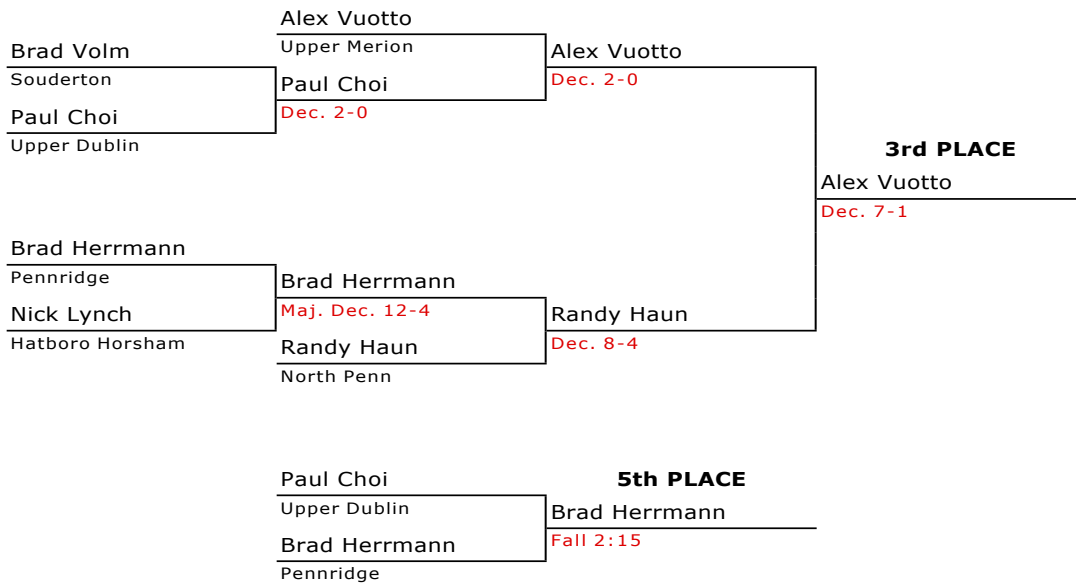 Alex Vuotto
Upper Merion
Brad Volm
Souderton
Paul Choi
Upper Dublin
Paul Choi
Dec. 2-0
Alex Vuotto
Dec. 2-0
3rd PLACE
Alex Vuotto
Dec. 7-1
Brad Herrmann
Pennridge
Nick Lynch
Hatboro Horsham
Brad Herrmann
Maj. Dec. 12-4
Randy Haun
North Penn
Randy Haun
Dec. 8-4
Paul Choi
Upper Dublin
Brad Herrmann
Pennridge
5th PLACE
Brad Herrmann
Fall 2:15